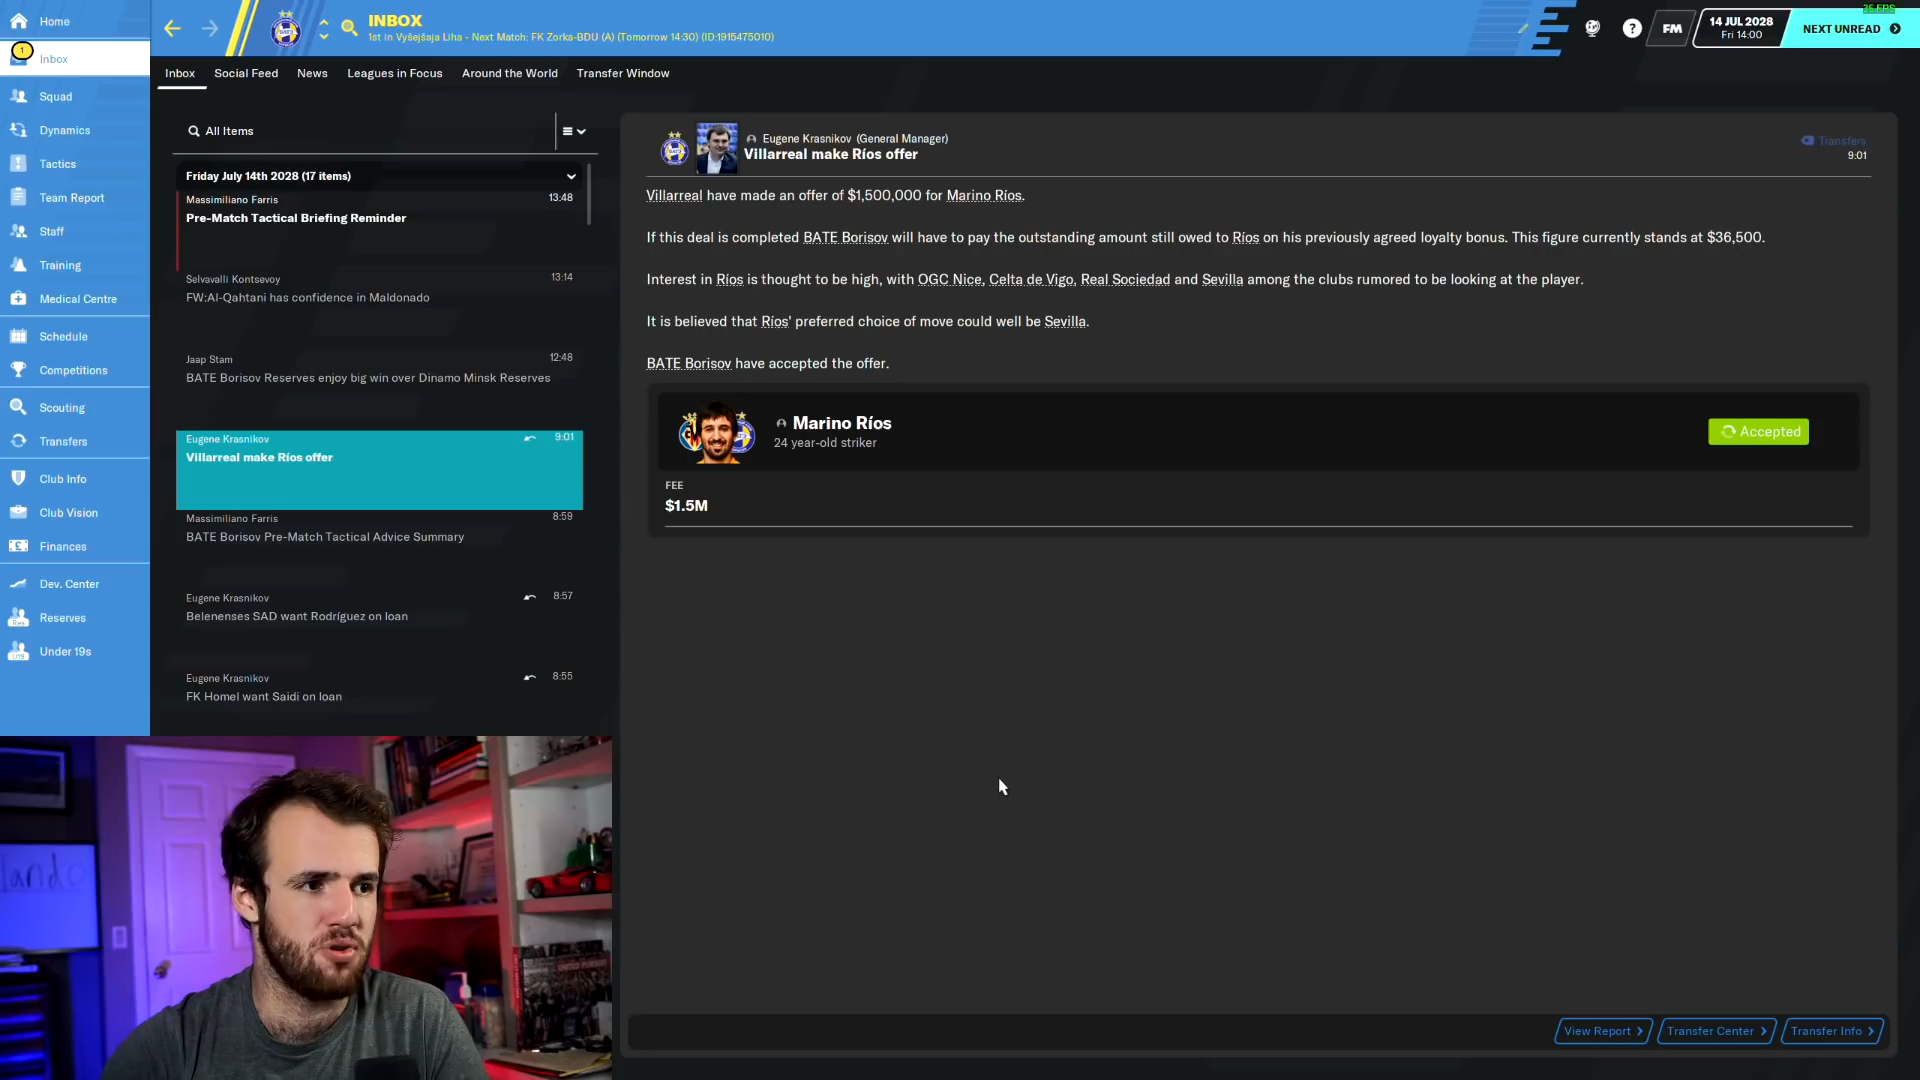 Home
1
Inbox
Squad
Dynamics
Tactics
Team Report
Staff
Training
Medical Centre
Schedule
Competitions
Scouting
Transfers
Club Info
Club Vision
Finances
Dev. Center
Reserves
Under 19s
INBOX
1st in Vyšejšaja Liha - Next Match: FK Zorka-BDU (A) (Tomorrow 14:30) (ID:1915475010)
FM
14 JUL 2028
Fri 14:00
NEXT UNREAD
Inbox Social Feed News Leagues in Focus Around the World Transfer Window
All Items
Friday July 14th 2028 (17 items)
Massimiliano Farris 13:48
Pre-Match Tactical Briefing Reminder
Selvavalli Kontsevoy 13:14
FW:Al-Qahtani has confidence in Maldonado
Jaap Stam 12:48
BATE Borisov Reserves enjoy big win over Dinamo Minsk Reserves
Eugene Krasnikov 9:01
Villarreal make Ríos offer
Massimiliano Farris 8:59
BATE Borisov Pre-Match Tactical Advice Summary
Eugene Krasnikov 8:57
Belenenses SAD want Rodríguez on loan
Eugene Krasnikov 8:55
FK Homel want Saidi on loan
Eugene Krasnikov (General Manager)
Villarreal make Ríos offer
Transfers
9:01
Villarreal have made an offer of $1,500,000 for Marino Ríos.
If this deal is completed BATE Borisov will have to pay the outstanding amount still owed to Ríos on his previously agreed loyalty bonus. This figure currently stands at $36,500.
Interest in Ríos is thought to be high, with OGC Nice, Celta de Vigo, Real Sociedad and Sevilla among the clubs rumored to be looking at the player.
It is believed that Ríos' preferred choice of move could well be Sevilla.
BATE Borisov have accepted the offer.
Marino Ríos
24 year-old striker
Accepted
FEE
$1.5M
View Report
Transfer Center
Transfer Info